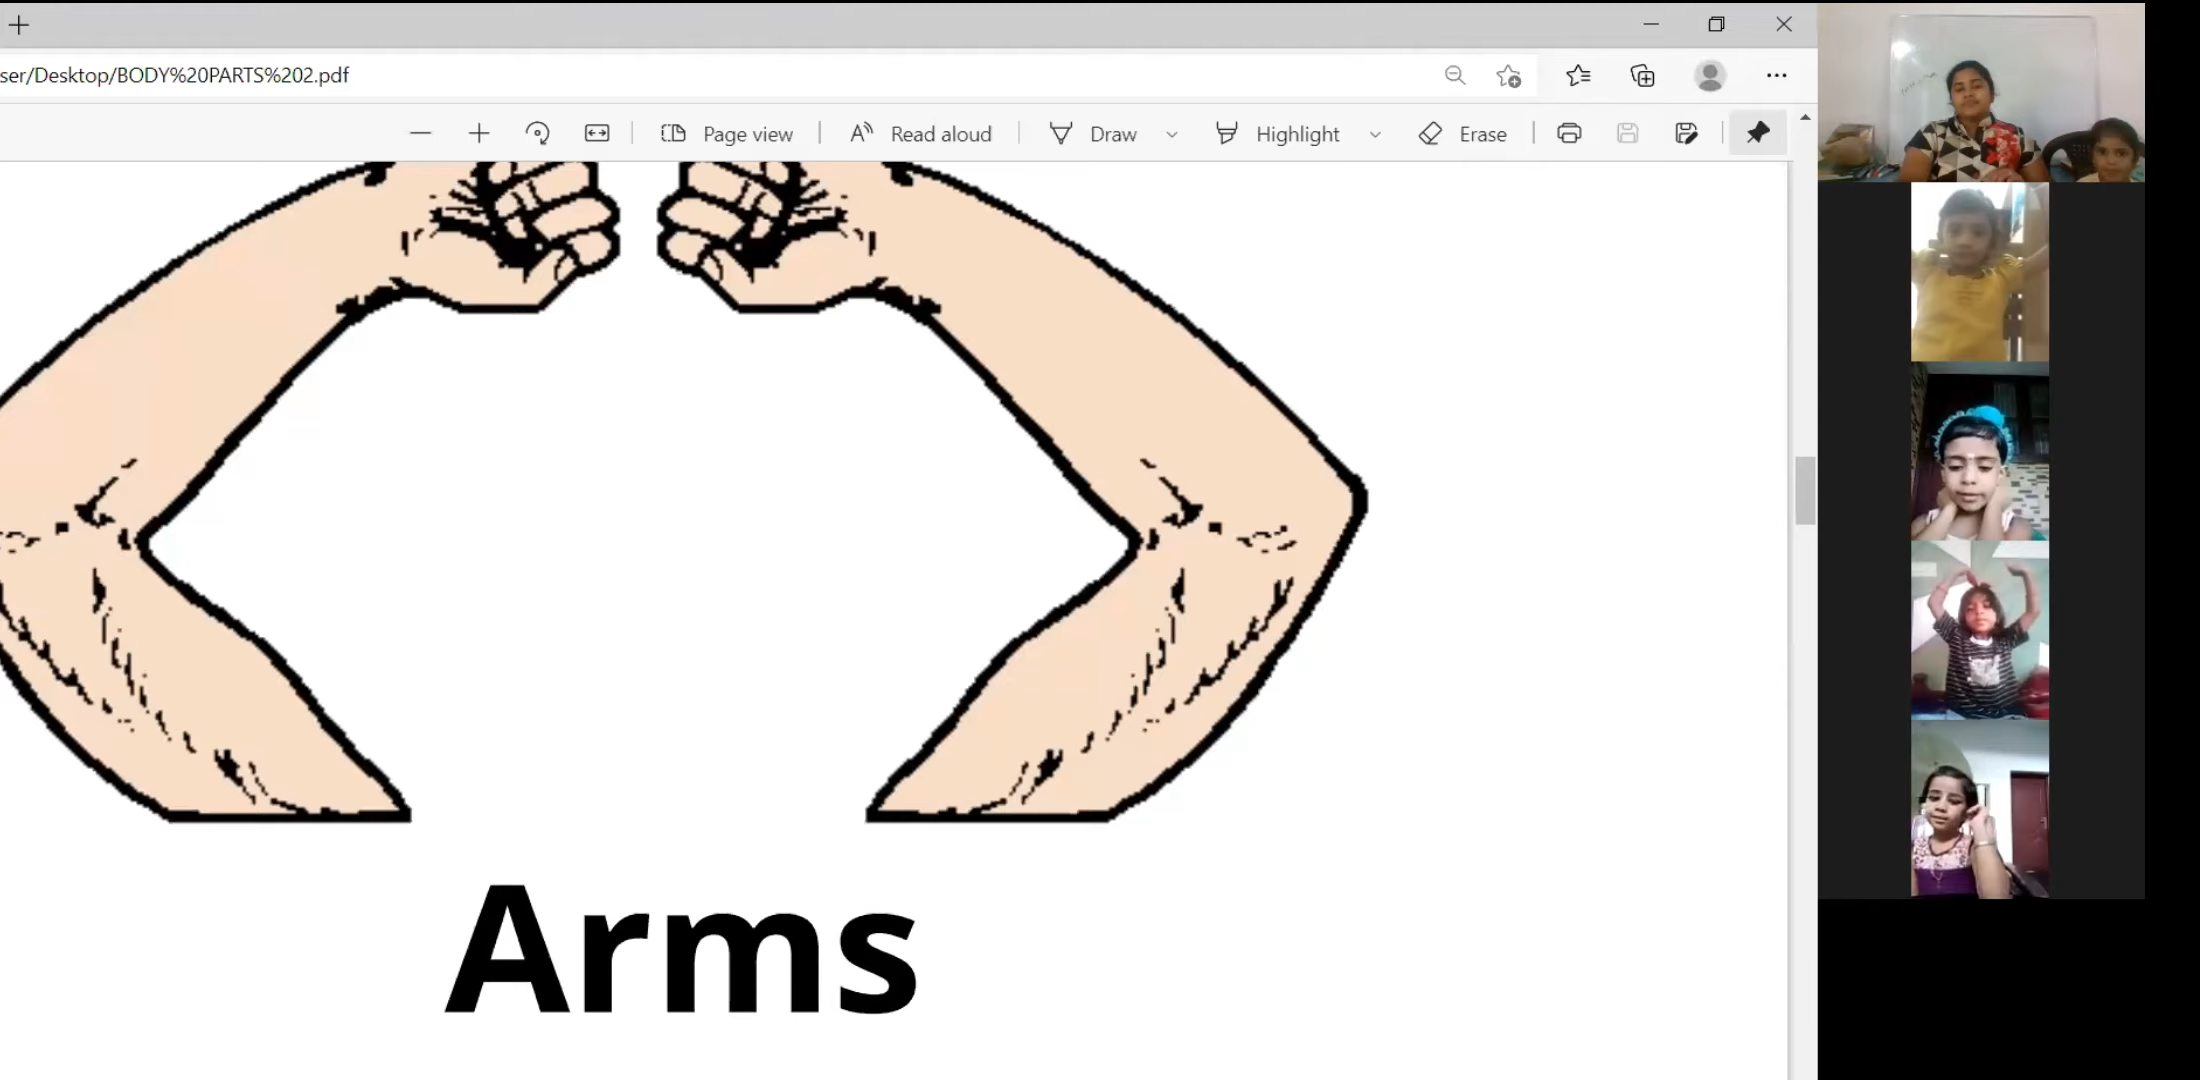 ser/Desktop/BODY%20PARTS%202.pdf
Page view
Read aloud
Draw
Highlight
Erase
Arms